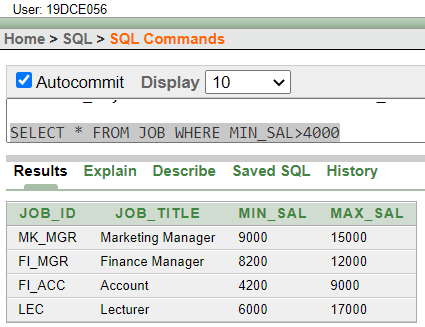 User: 19DCE056
Home > SQL > SQL Commands
Autocommit Display 10
SELECT * FROM JOB WHERE MIN_SAL>4000
Results Explain Describe Saved SQL History
JOB_ID JOB_TITLE MIN_SAL MAX_SAL
MK_MGR Marketing Manager 9000 15000
FI_MGR Finance Manager 8200 12000
FI_ACC Account 4200 9000
LEC Lecturer 6000 17000